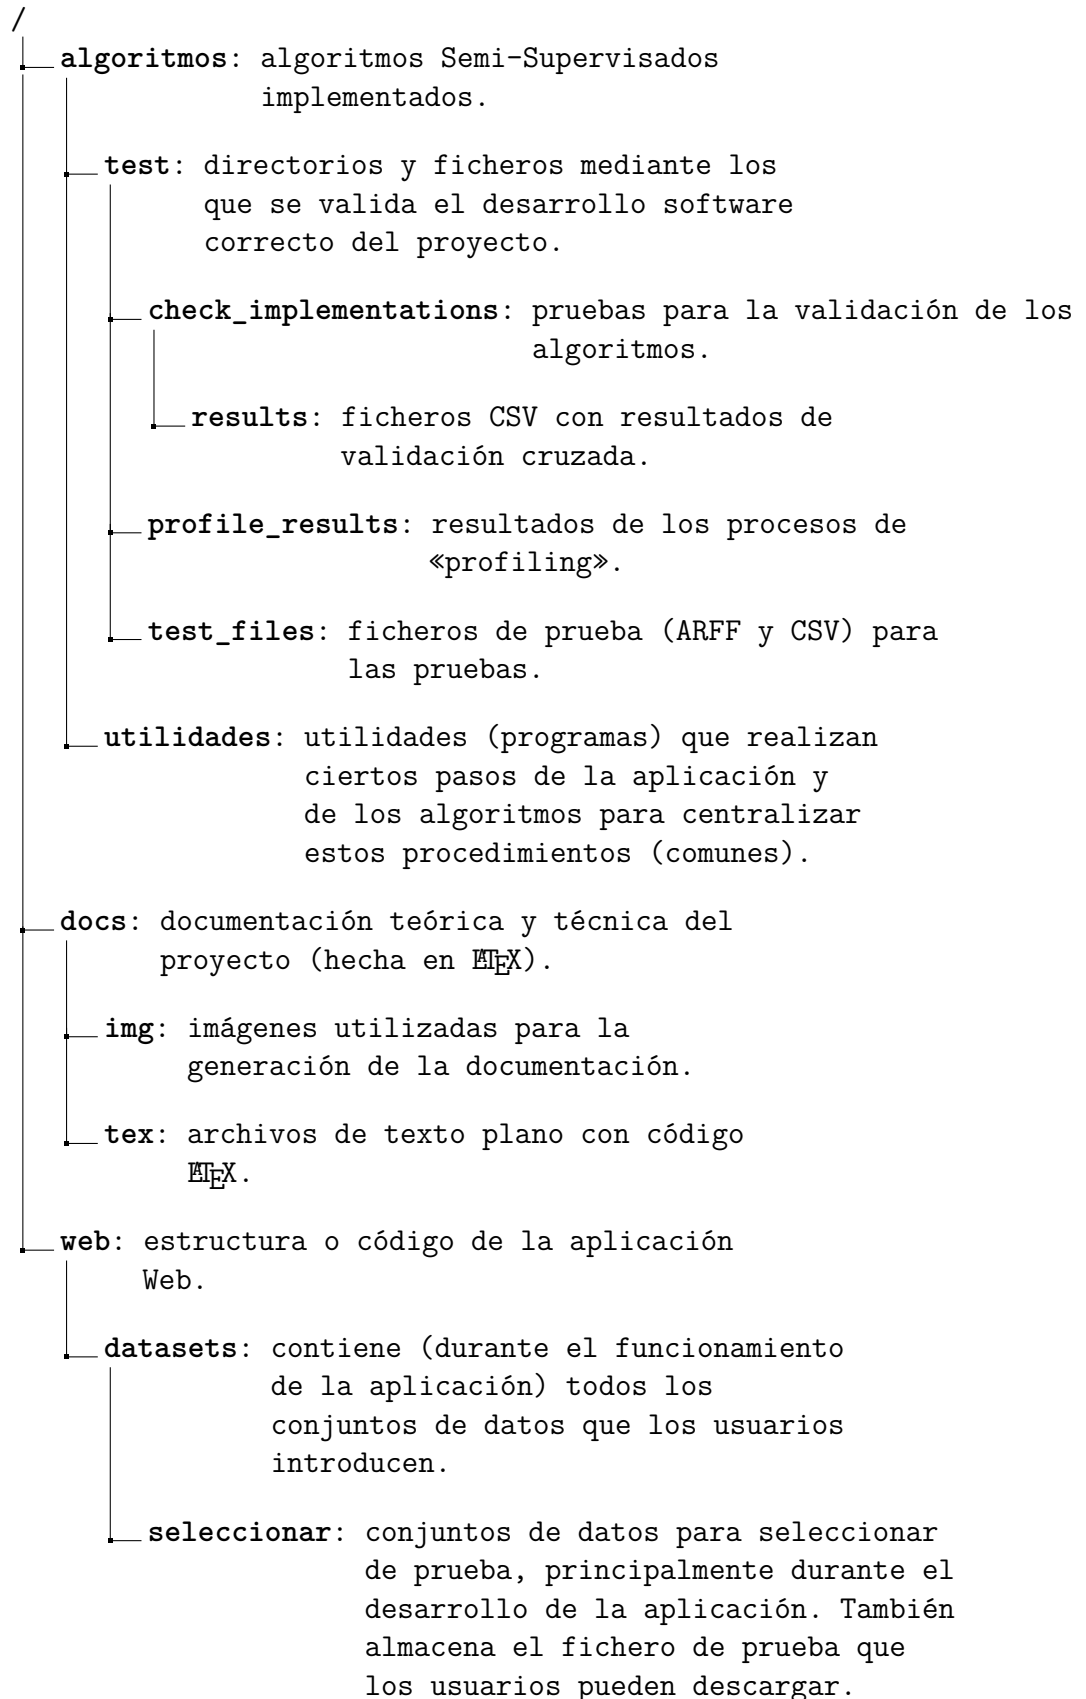 /
algoritmos: algoritmos Semi-Supervisados
implementados.
test: directorios y ficheros mediante los
que se valida el desarrollo software
correcto del proyecto.
check_implementations: pruebas para la validación de los
algoritmos.
results: ficheros CSV con resultados de
validación cruzada.
profile_results: resultados de los procesos de
«profiling».
test_files: ficheros de prueba (ARFF y CSV) para
las pruebas.
utilidades: utilidades (programas) que realizan
ciertos pasos de la aplicación y
de los algoritmos para centralizar
estos procedimientos (comunes).
docs: documentación teórica y técnica del
proyecto (hecha en LATEX).
img: imágenes utilizadas para la
generación de la documentación.
tex: archivos de texto plano con código
LATEX.
web: estructura o código de la aplicación
Web.
datasets: contiene (durante el funcionamiento
de la aplicación) todos los
conjuntos de datos que los usuarios
introducen.
seleccionar: conjuntos de datos para seleccionar
de prueba, principalmente durante el
desarrollo de la aplicación. También
almacena el fichero de prueba que
los usuarios pueden descargar.